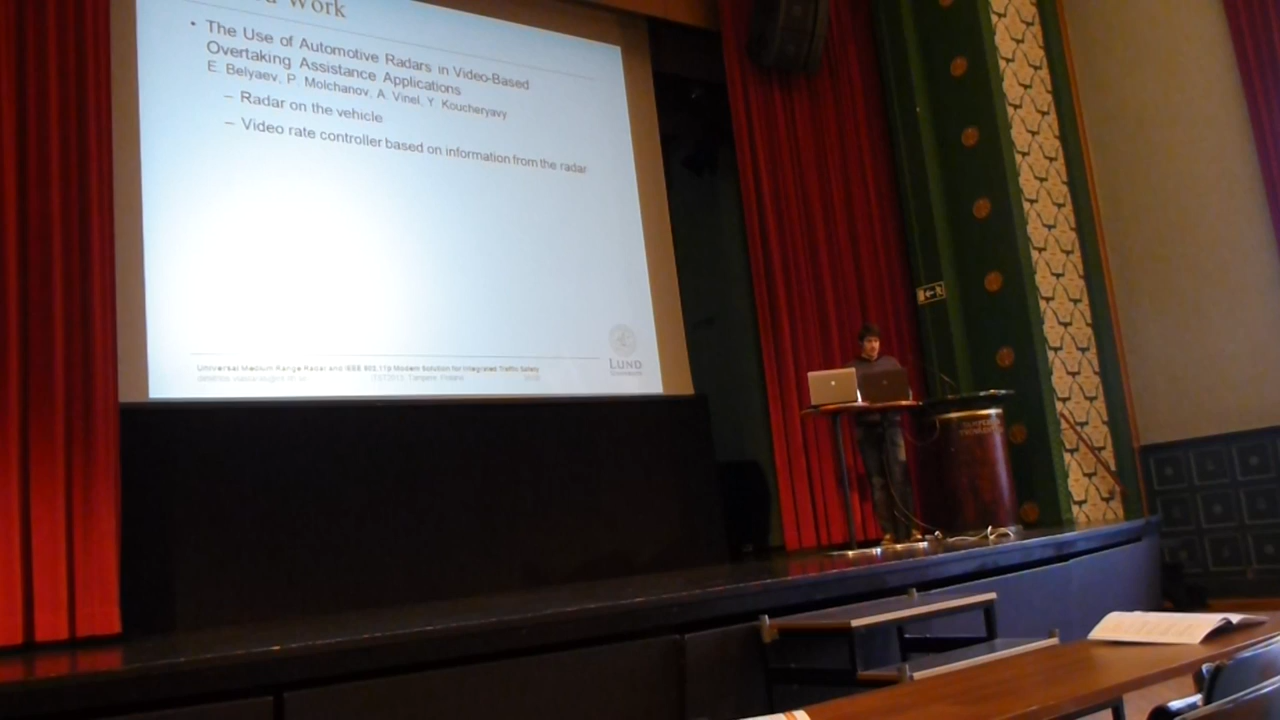 Work
• The Use of Automotive Radars in Video-Based
Overtaking Assistance Applications
E. Belyaev, P. Molchanov, A. Vinel, Y. Koucheryavy
– Radar on the vehicle
– Video rate controller based on information from the radar
LUND
UNIVERSITY
Universal Medium Range Radar and IEEE 802.11p Modem Solution for Integrated Traffic Safety
ITST2013, Tampere, Finland